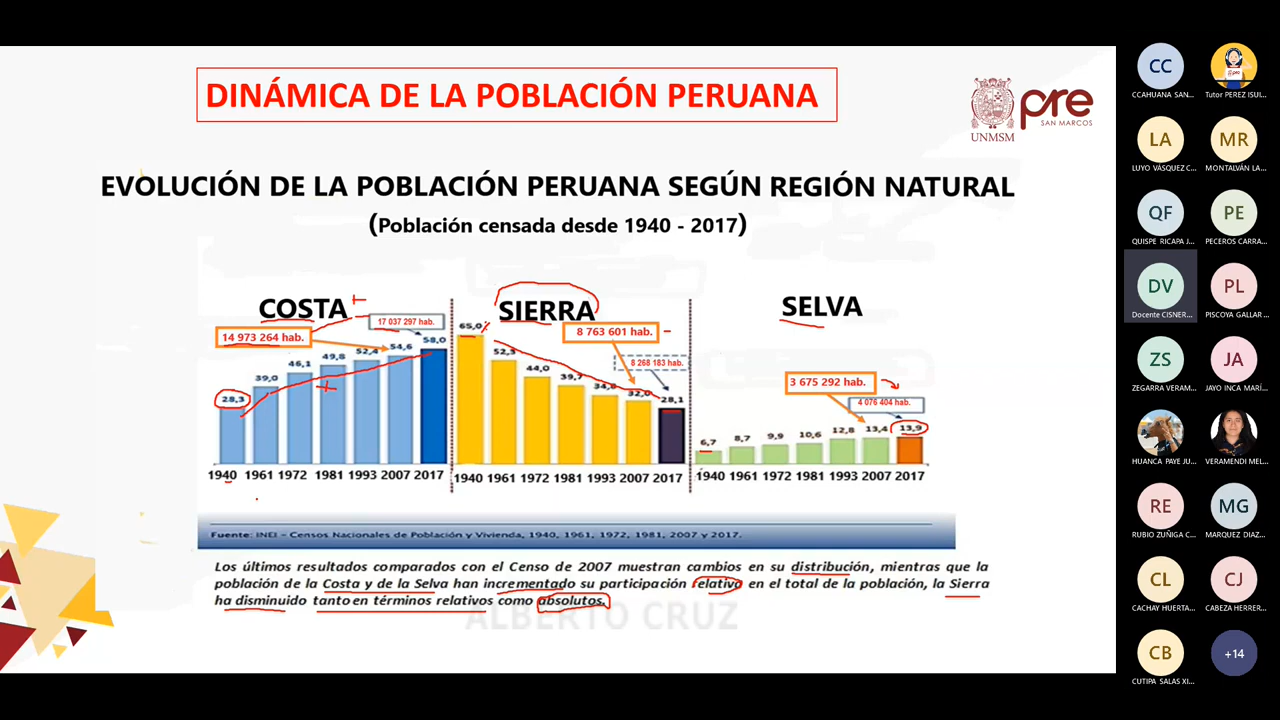 DINÁMICA DE LA POBLACIÓN PERUANA
UNMSM
pre
SAN MARCOS
EVOLUCIÓN DE LA POBLACIÓN PERUANA SEGÚN REGIÓN NATURAL
(Población censada desde 1940 - 2017)
COSTA
14 973 264 hab.
17 037 297 hab.
28,3 39,0 46,1 49,8 52,4 54,6 58,0
1940 1961 1972 1981 1993 2007 2017
SIERRA
8 763 601 hab.
8 268 183 hab.
65,0 52,3 44,0 39,7 34,8 32,0 28,1
1940 1961 1972 1981 1993 2007 2017
SELVA
3 675 292 hab.
4 076 404 hab.
6,7 8,7 9,9 10,6 12,8 13,4 13,9
1940 1961 1972 1981 1993 2007 2017
Fuente: INEI – Censos Nacionales de Población y Vivienda, 1940, 1961, 1972, 1981, 2007 y 2017.
Los últimos resultados comparados con el Censo de 2007 muestran cambios en su distribución, mientras que la
población de la Costa y de la Selva han incrementado su participación relativa en el total de la población, la Sierra
ha disminuido tanto en términos relativos como absolutos.
ALBERTO CRUZ
CC
CCAHUANA SAN...
Tutor PEREZ ISUI...
LA
LUYO VÁSQUEZ C...
MR
MONTALVÁN LA...
QF
QUISPE RICAPA J...
PE
PECEROS CARRA...
DV
Docente CISNER...
PL
PISCOYA GALLAR ...
ZS
ZEGARRA VERAM...
JA
JAYO INCA MARÍ...
HUANCA PAYE JU...
VERAMENDI MEL...
RE
RUBIO ZUÑIGA C...
MG
MARQUEZ DIAZ...
CL
CACHAY HUERTA...
CJ
CABEZA HERRER...
CB
CUTIPA SALAS XI...
+14